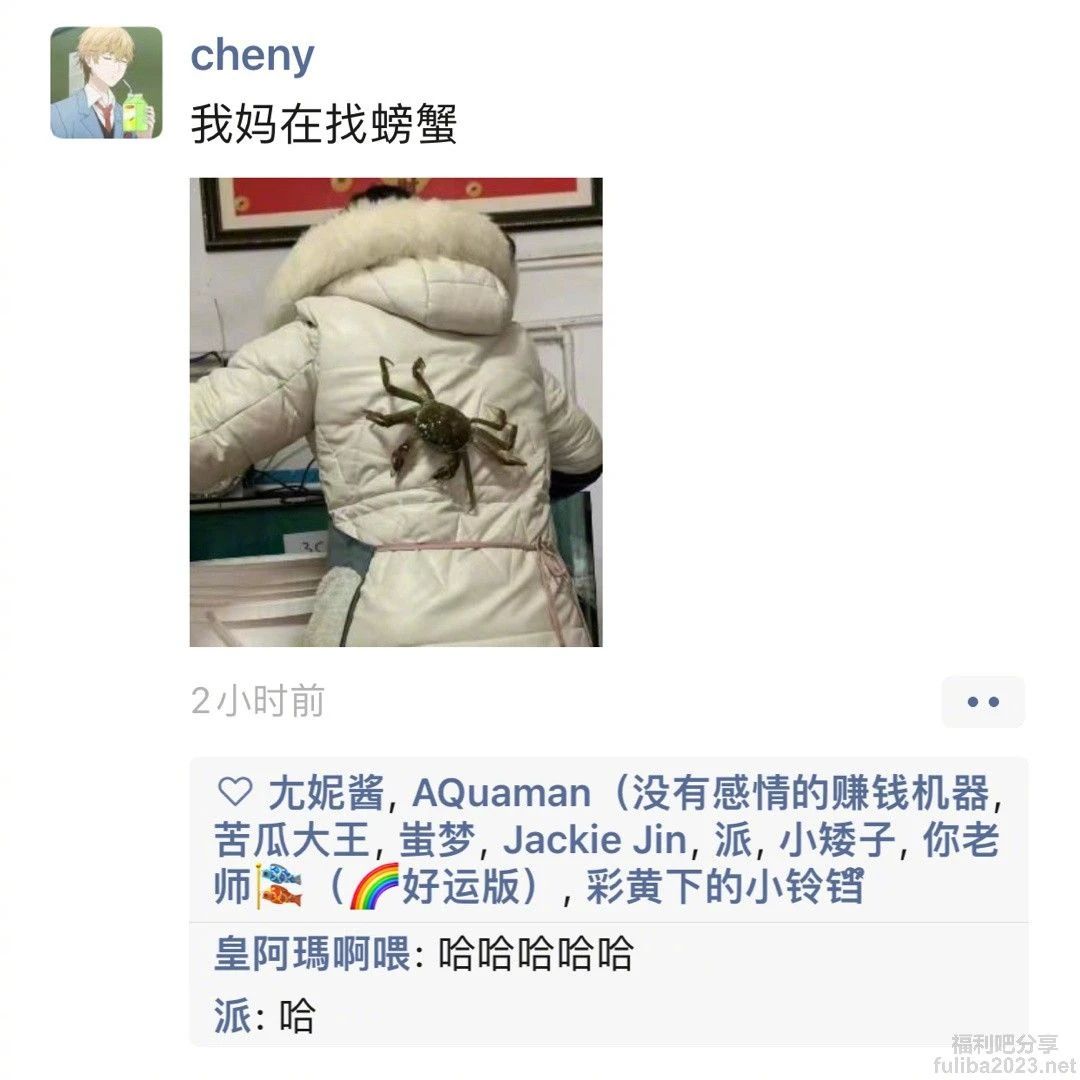 cheny
我妈在找螃蟹
2小时前
♡ 尢妮酱, AQuaman（没有感情的赚钱机器,
苦瓜大王, 蚩梦, Jackie Jin, 派, 小矮子, 你老
师🎏（🌈好运版）, 彩黄下的小铃铛
皇阿瑪啊喂: 哈哈哈哈哈
派: 哈
福利吧分享
fuliba2023.net